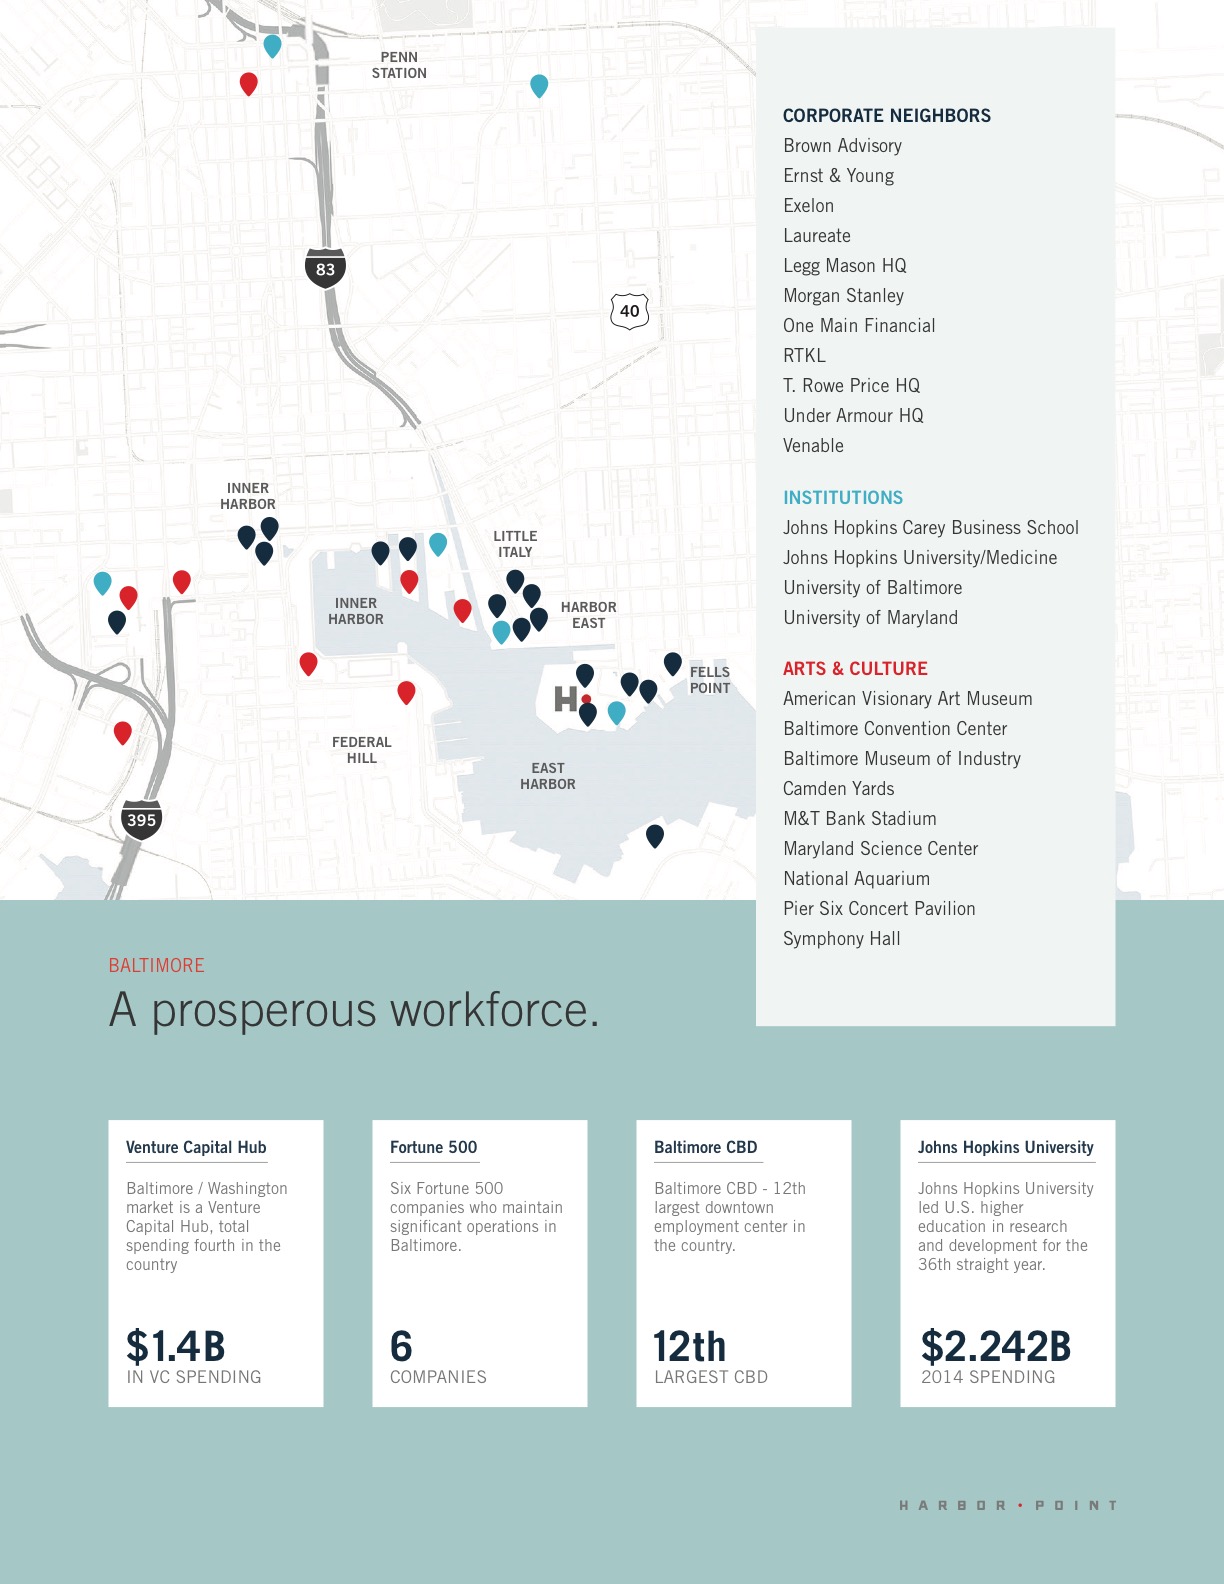 PENN
STATION
83
40
INNER
HARBOR
LITTLE
ITALY
INNER
HARBOR
HARBOR
EAST
FELLS
POINT
H
FEDERAL
HILL
EAST
HARBOR
395
CORPORATE NEIGHBORS
Brown Advisory
Ernst & Young
Exelon
Laureate
Legg Mason HQ
Morgan Stanley
One Main Financial
RTKL
T. Rowe Price HQ
Under Armour HQ
Venable
INSTITUTIONS
Johns Hopkins Carey Business School
Johns Hopkins University/Medicine
University of Baltimore
University of Maryland
ARTS & CULTURE
American Visionary Art Museum
Baltimore Convention Center
Baltimore Museum of Industry
Camden Yards
M&T Bank Stadium
Maryland Science Center
National Aquarium
Pier Six Concert Pavilion
Symphony Hall
BALTIMORE
A prosperous workforce.
Venture Capital Hub
Baltimore / Washington
market is a Venture
Capital Hub, total
spending fourth in the
country
$1.4B
IN VC SPENDING
Fortune 500
Six Fortune 500
companies who maintain
significant operations in
Baltimore.
6
COMPANIES
Baltimore CBD
Baltimore CBD - 12th
largest downtown
employment center in
the country.
12th
LARGEST CBD
Johns Hopkins University
Johns Hopkins University
led U.S. higher
education in research
and development for the
36th straight year.
$2.242B
2014 SPENDING
HARBOR • POINT